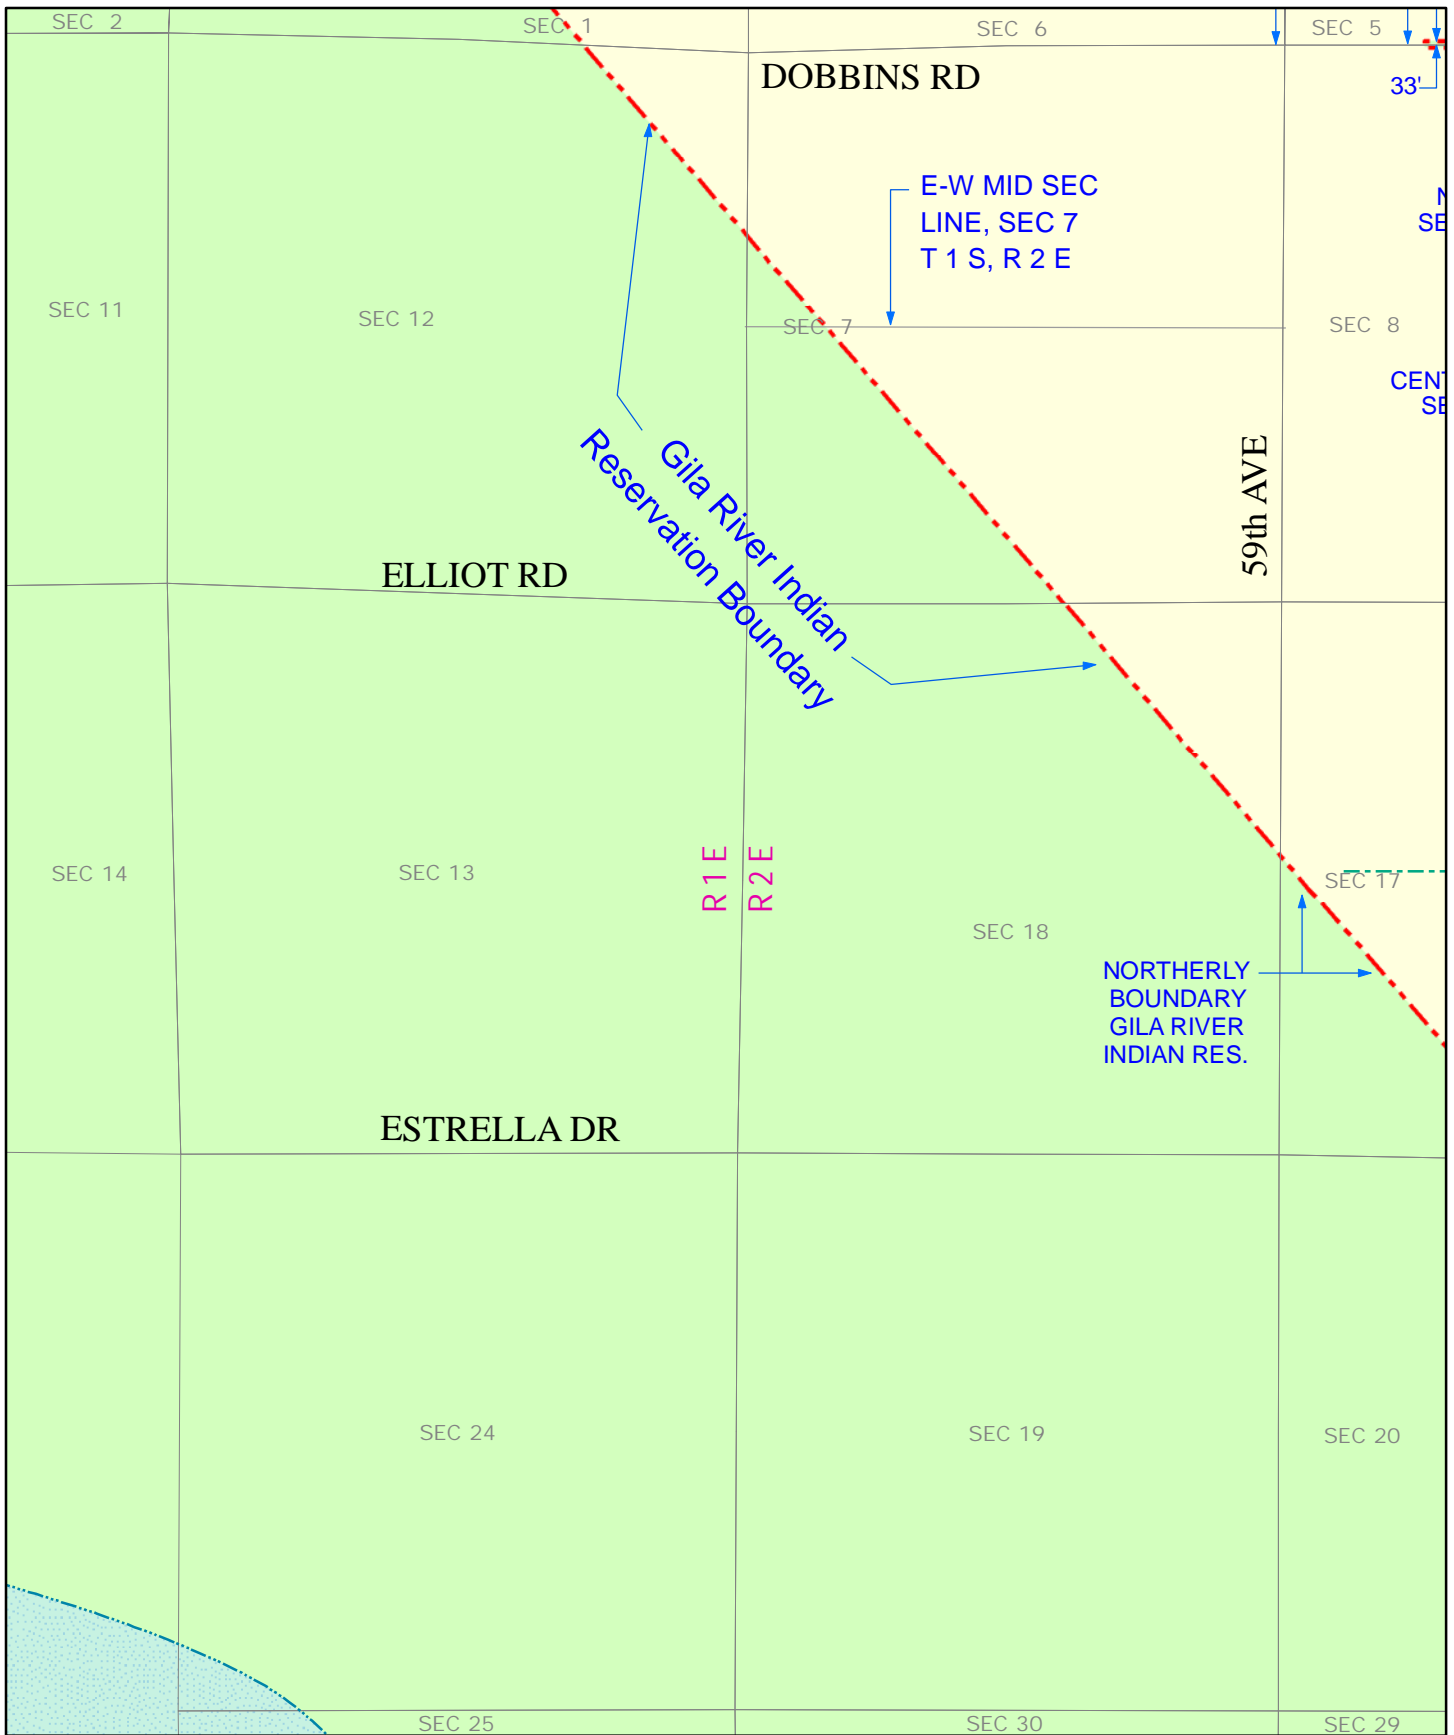 SEC 2
SEC 1
SEC 6
SEC 5
DOBBINS RD
33'
E-W MID SEC
LINE, SEC 7
T 1 S, R 2 E
N
SE
SEC 11
SEC 12
SEC 7
SEC 8
CENT
SE
Gila River Indian
Reservation Boundary
59th AVE
ELLIOT RD
SEC 14
SEC 13
R 1 E
R 2 E
SEC 17
SEC 18
NORTHERLY
BOUNDARY
GILA RIVER
INDIAN RES.
ESTRELLA DR
SEC 24
SEC 19
SEC 20
SEC 25
SEC 30
SEC 29